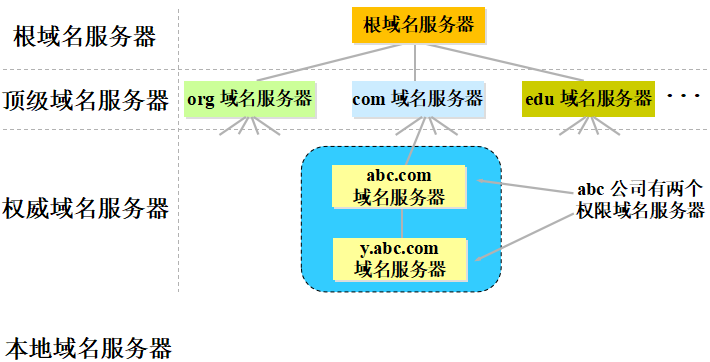 根域名服务器
根域名服务器
顶级域名服务器
org 域名服务器
com 域名服务器
edu 域名服务器
···
权威域名服务器
abc.com
域名服务器
abc 公司有两个
权限域名服务器
y.abc.com
域名服务器
本地域名服务器